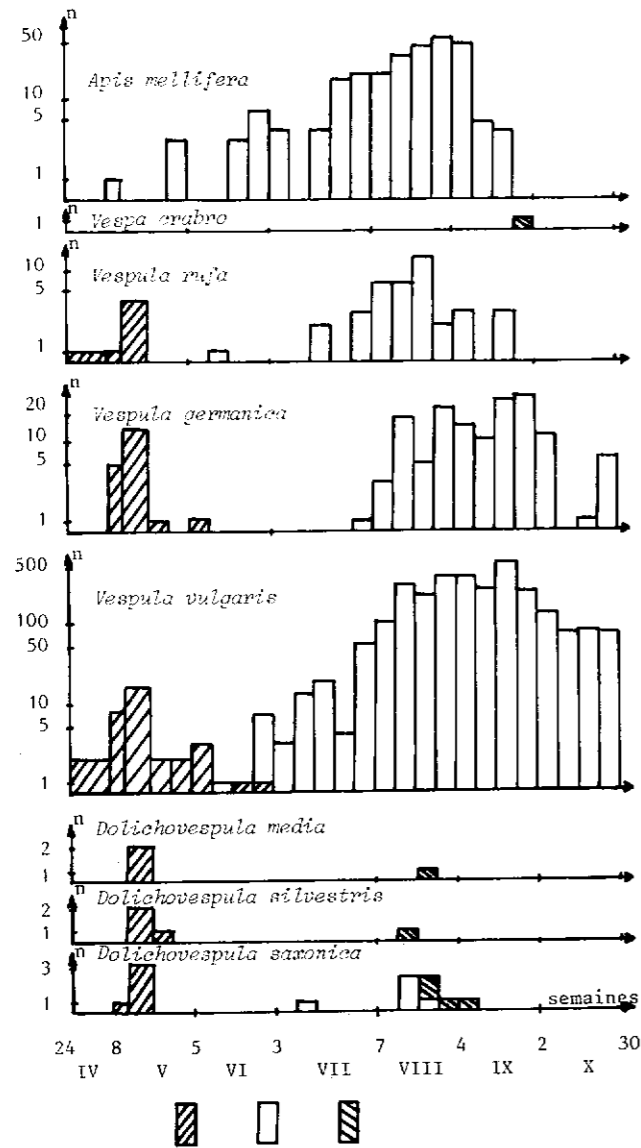 n
50
10
5
1
Apis mellifera
n
1
Vespa crabro
n
10
5
1
Vespula rufa
n
20
10
5
1
Vespula germanica
n
500
100
50
10
5
1
Vespula vulgaris
n
2
1
Dolichovespula media
n
2
1
Dolichovespula silvestris
n
3
1
Dolichovespula saxonica
semaines
24 8 5 3 7 4 2 30
IV V VI VII VIII IX X